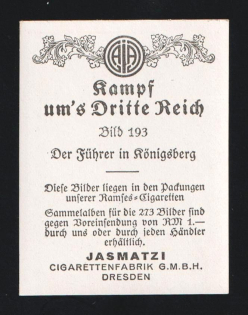 AJA
Kampf
um's Dritte Reich
Bild 193
Der Führer in Königsberg
Diese Bilder liegen in den Packungen
unserer Ramses=Cigaretten
Sammelalben für die 273 Bilder sind
gegen Voreinsendung von RM 1.—
durch uns oder durch jeden Händler
erhältlich.
JASMATZI
CIGARETTENFABRIK G.M.B.H.
DRESDEN